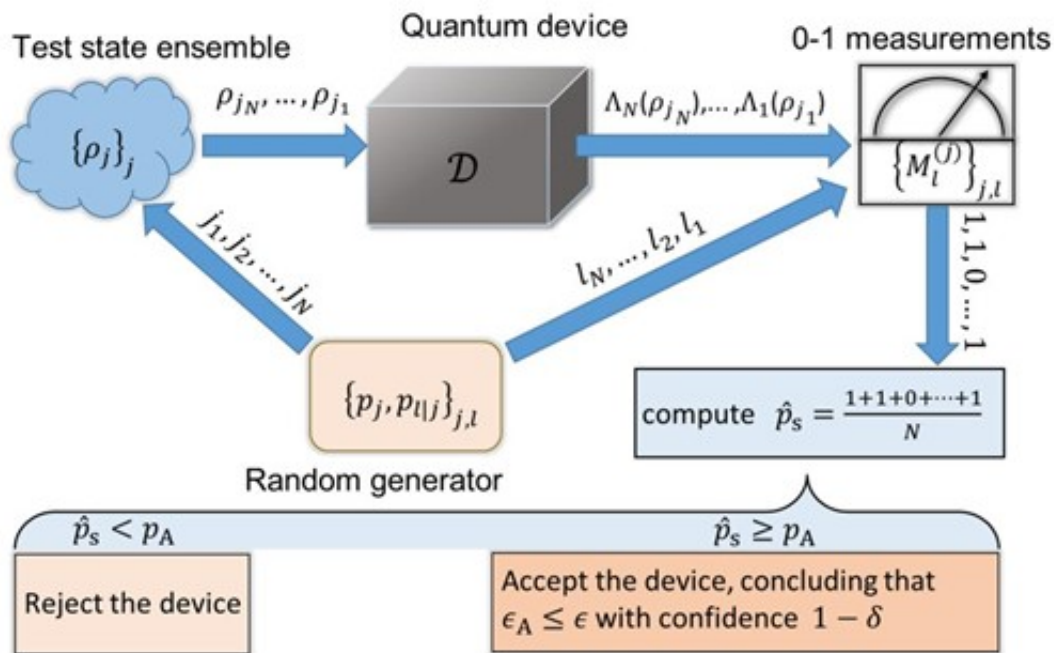 Quantum device
Test state ensemble
0-1 measurements
ρ_{j_N}, ..., ρ_{j_1}
Λ_N(ρ_{j_N}), ..., Λ_1(ρ_{j_1})
{ρ_j}_j
𝒟
{M_l^{(j)}}_{j,l}
j_1, j_2, ..., j_N
l_N, ..., l_2, l_1
1, 1, 0, ..., 1
{p_j, p_{l|j}}_{j,l}
compute p̂_s = (1+1+0+⋯+1)/N
Random generator
p̂_s < p_A
p̂_s ≥ p_A
Reject the device
Accept the device, concluding that
ϵ_A ≤ ϵ with confidence 1 − δ